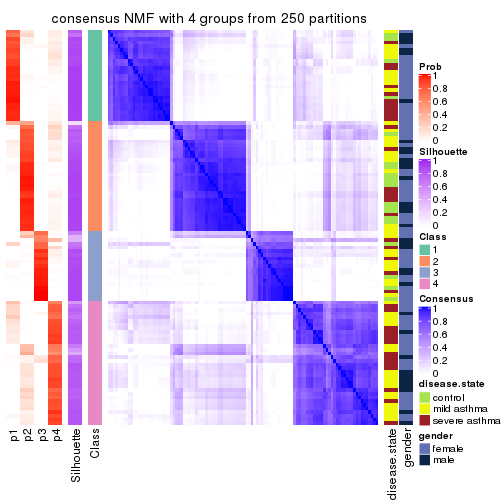 consensus NMF with 4 groups from 250 partitions
Prob
1
0.8
0.6
0.4
0.2
0
Silhouette
1
0.8
0.6
0.4
0.2
0
Class
1
2
3
4
Consensus
1
0.8
0.6
0.4
0.2
0
disease.state
control
mild asthma
severe asthma
gender
female
male
p1
p2
p3
p4
Silhouette
Class
disease.state
gender